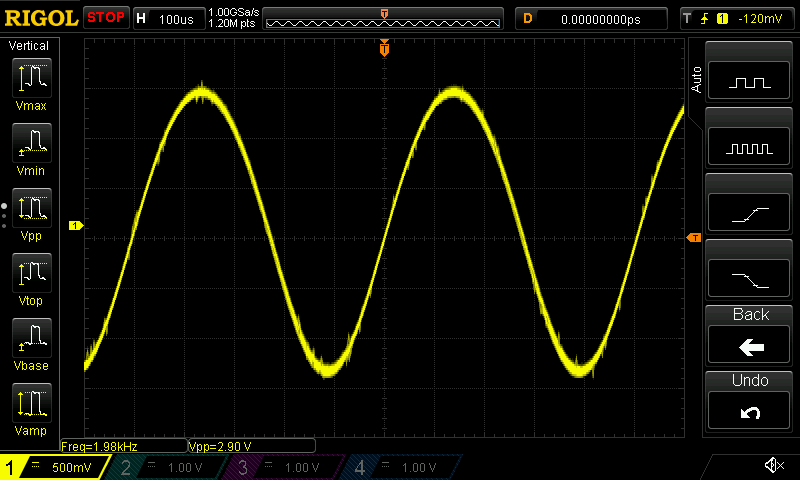 RIGOL STOP H 100us 1.00GSa/s D 0.00000000ps T 1 -120mV
1.20M pts
T
Vertical
T
Auto
Vmax
Vmin
Vpp
1
T
Vtop
Back
Vbase
Undo
Vamp
Freq=1.98kHz Vpp=2.90 V
1 500mV 2 1.00 V 3 1.00 V 4 1.00 V